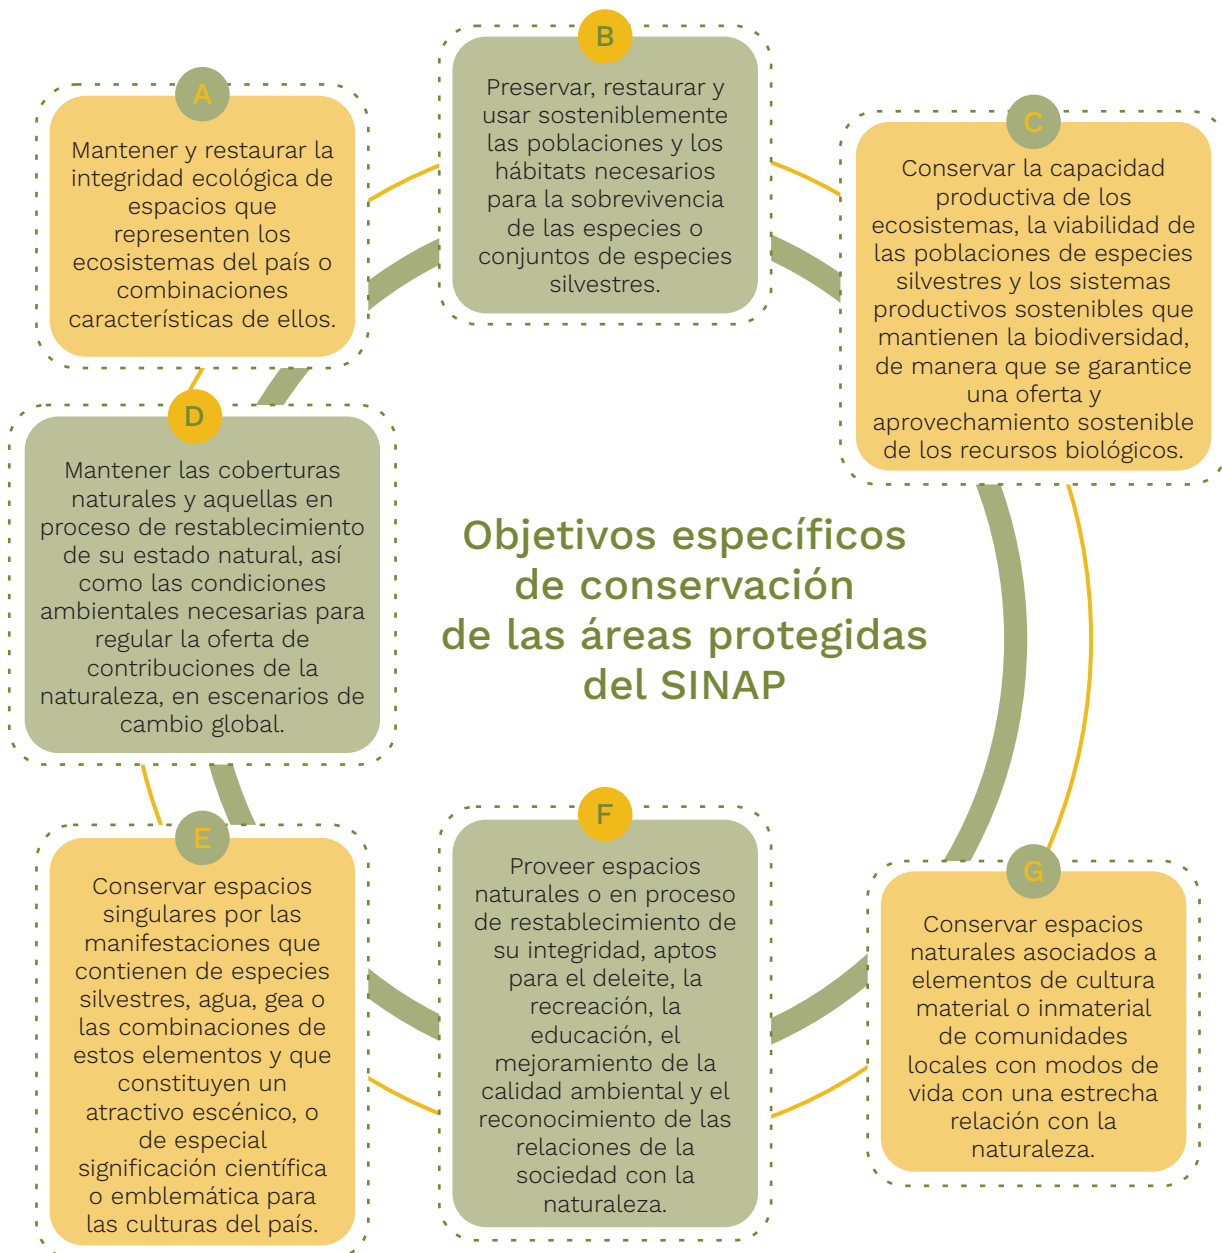 A
Mantener y restaurar la
integridad ecológica de
espacios que
representen los
ecosistemas del país o
combinaciones
características de ellos.
B
Preservar, restaurar y
usar sosteniblemente
las poblaciones y los
hábitats necesarios
para la sobrevivencia
de las especies o
conjuntos de especies
silvestres.
C
Conservar la capacidad
productiva de los
ecosistemas, la viabilidad de
las poblaciones de especies
silvestres y los sistemas
productivos sostenibles que
mantienen la biodiversidad,
de manera que se garantice
una oferta y
aprovechamiento sostenible
de los recursos biológicos.
D
Mantener las coberturas
naturales y aquellas en
proceso de restablecimiento
de su estado natural, así
como las condiciones
ambientales necesarias para
regular la oferta de
contribuciones de la
naturaleza, en escenarios de
cambio global.
Objetivos específicos
de conservación
de las áreas protegidas
del SINAP
E
Conservar espacios
singulares por las
manifestaciones que
contienen de especies
silvestres, agua, gea o
las combinaciones de
estos elementos y que
constituyen un
atractivo escénico, o
de especial
significación científica
o emblemática para
las culturas del país.
F
Proveer espacios
naturales o en proceso
de restablecimiento de
su integridad, aptos
para el deleite, la
recreación, la
educación, el
mejoramiento de la
calidad ambiental y el
reconocimiento de las
relaciones de la
sociedad con la
naturaleza.
G
Conservar espacios
naturales asociados a
elementos de cultura
material o inmaterial
de comunidades
locales con modos de
vida con una estrecha
relación con la
naturaleza.